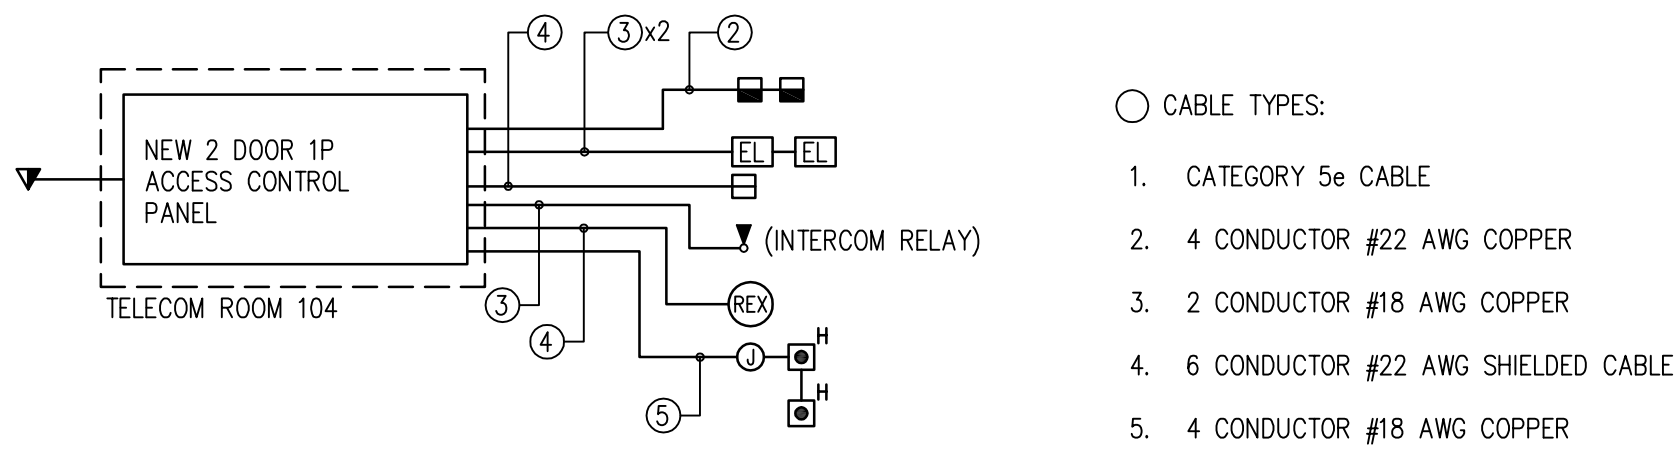 4
3 x2
2
NEW 2 DOOR 1P
ACCESS CONTROL
PANEL
TELECOM ROOM 104
EL EL
(INTERCOM RELAY)
3
REX
4
H
J
H
5
CABLE TYPES:
1. CATEGORY 5e CABLE
2. 4 CONDUCTOR #22 AWG COPPER
3. 2 CONDUCTOR #18 AWG COPPER
4. 6 CONDUCTOR #22 AWG SHIELDED CABLE
5. 4 CONDUCTOR #18 AWG COPPER